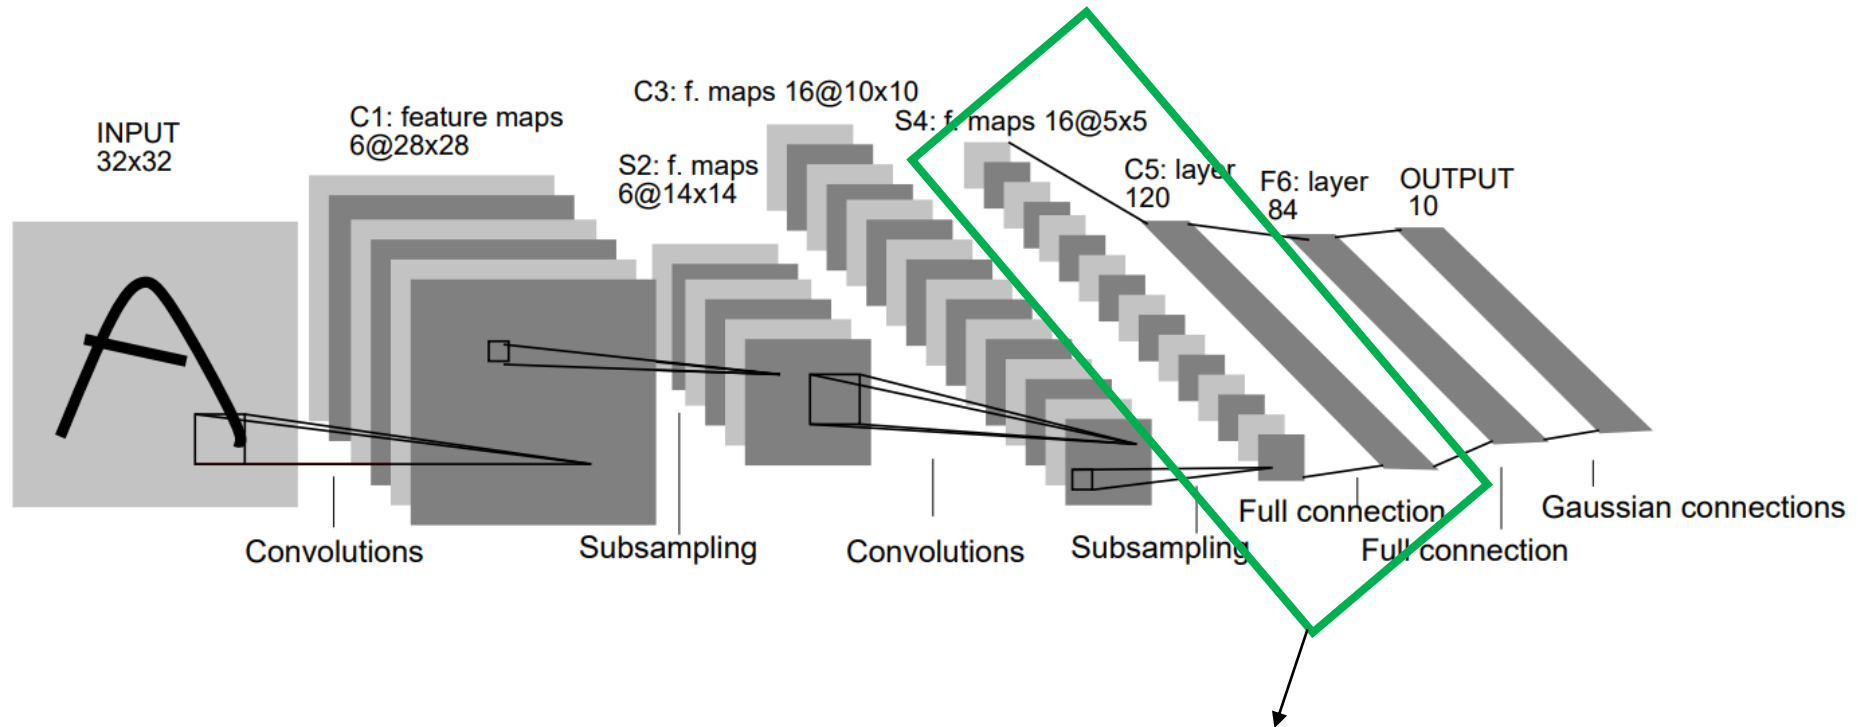 INPUT
32x32
C1: feature maps
6@28x28
S2: f. maps
6@14x14
C3: f. maps 16@10x10
S4: f. maps 16@5x5
C5: layer
120
F6: layer
84
OUTPUT
10
Convolutions
Subsampling
Convolutions
Subsampling
Full connection
Full connection
Gaussian connections